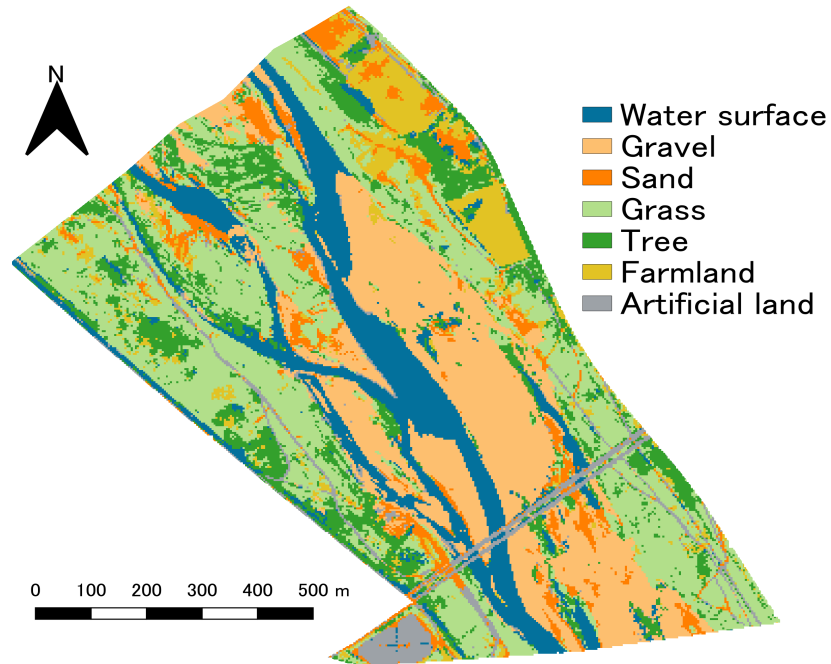 N
Water surface
Gravel
Sand
Grass
Tree
Farmland
Artificial land
0 100 200 300 400 500 m